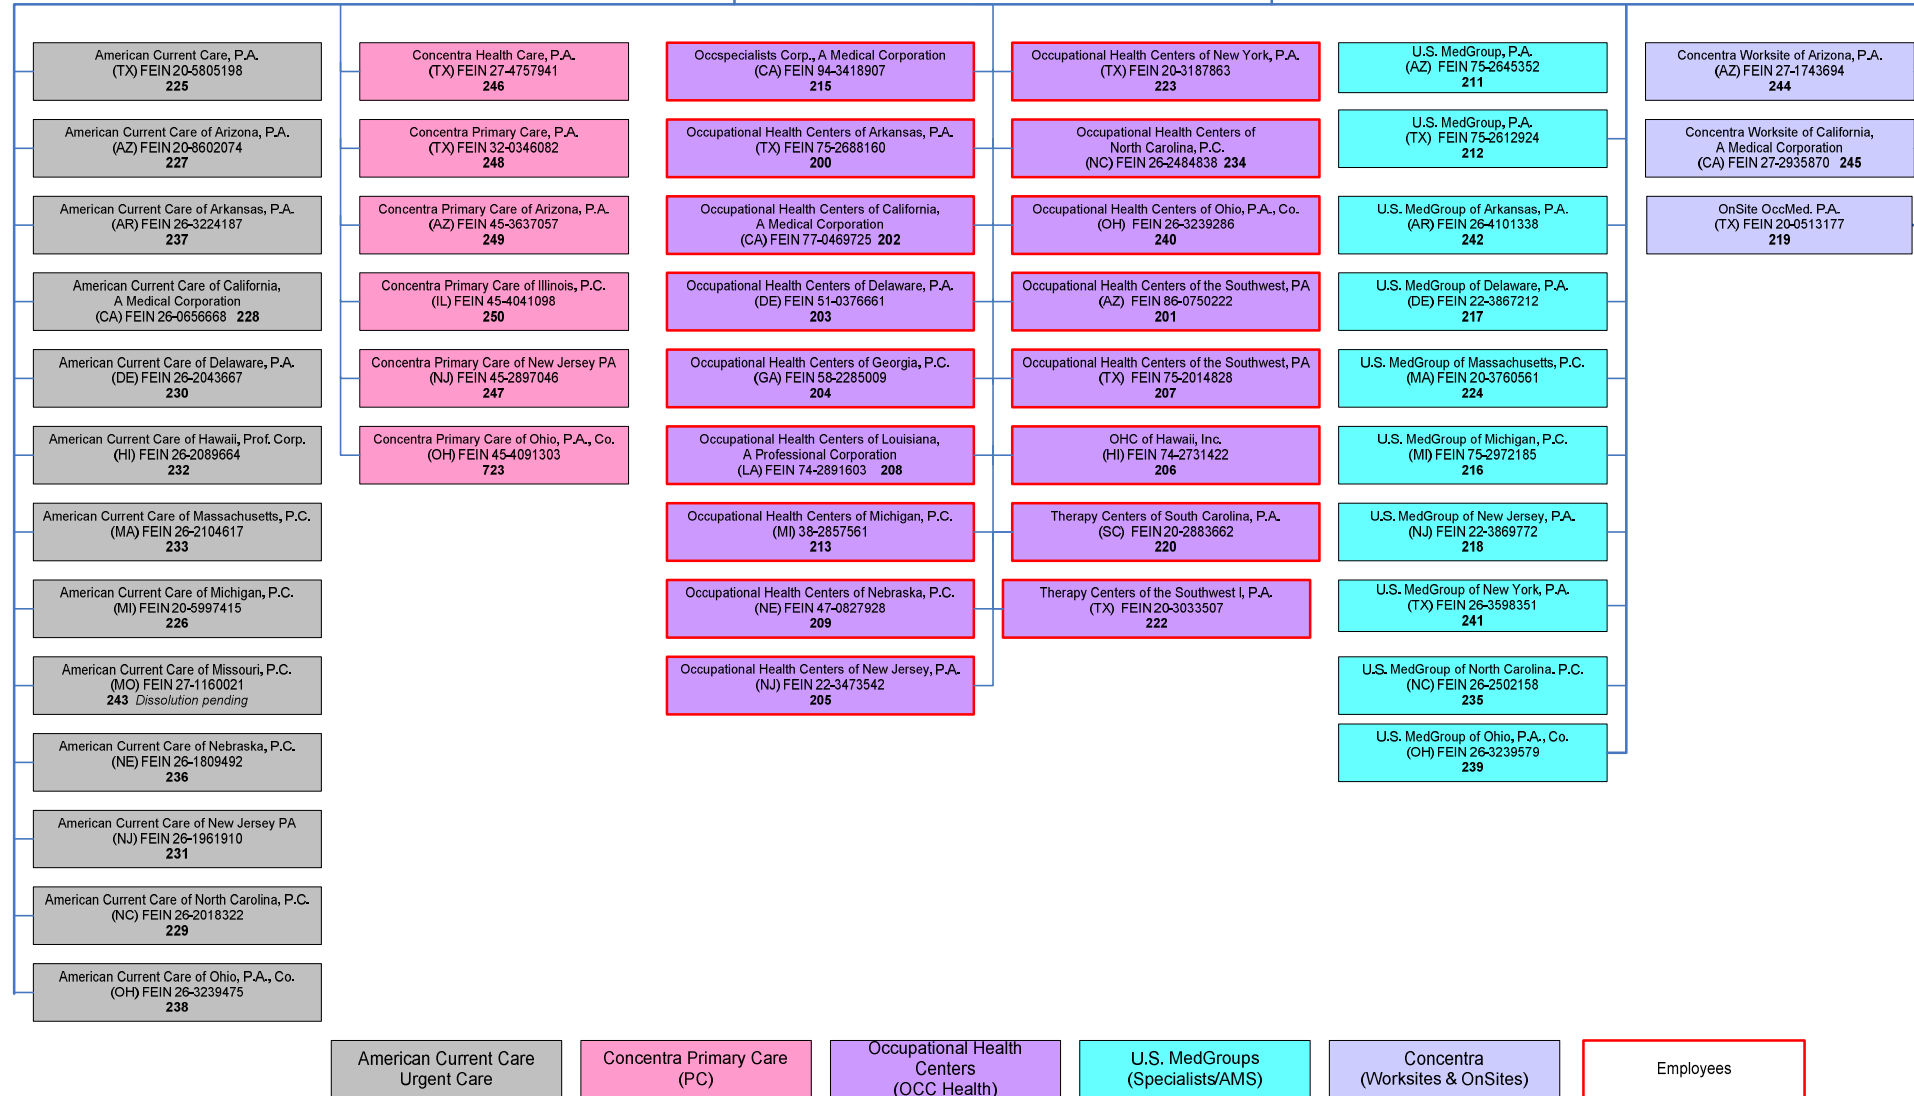 American Current Care, P.A.
(TX) FEIN 20-5805198
225
American Current Care of Arizona, P.A.
(AZ) FEIN 20-8602074
227
American Current Care of Arkansas, P.A.
(AR) FEIN 26-3224187
237
American Current Care of California,
A Medical Corporation
(CA) FEIN 26-0656668 228
American Current Care of Delaware, P.A.
(DE) FEIN 26-2043667
230
American Current Care of Hawaii, Prof. Corp.
(HI) FEIN 26-2089664
232
American Current Care of Massachusetts, P.C.
(MA) FEIN 26-2104617
233
American Current Care of Michigan, P.C.
(MI) FEIN 20-5997415
226
American Current Care of Missouri, P.C.
(MO) FEIN 27-1160021
243 Dissolution pending
American Current Care of Nebraska, P.C.
(NE) FEIN 26-1809492
236
American Current Care of New Jersey PA
(NJ) FEIN 26-1961910
231
American Current Care of North Carolina, P.C.
(NC) FEIN 26-2018322
229
American Current Care of Ohio, P.A., Co.
(OH) FEIN 26-3239475
238
Concentra Health Care, P.A.
(TX) FEIN 27-4757941
246
Concentra Primary Care, P.A.
(TX) FEIN 32-0346082
248
Concentra Primary Care of Arizona, P.A.
(AZ) FEIN 45-3637057
249
Concentra Primary Care of Illinois, P.C.
(IL) FEIN 45-4041098
250
Concentra Primary Care of New Jersey PA
(NJ) FEIN 45-2897046
247
Concentra Primary Care of Ohio, P.A., Co.
(OH) FEIN 45-4091303
723
Occspecialists Corp., A Medical Corporation
(CA) FEIN 94-3418907
215
Occupational Health Centers of Arkansas, P.A.
(TX) FEIN 75-2688160
200
Occupational Health Centers of California,
A Medical Corporation
(CA) FEIN 77-0469725 202
Occupational Health Centers of Delaware, P.A.
(DE) FEIN 51-0376661
203
Occupational Health Centers of Georgia, P.C.
(GA) FEIN 58-2285009
204
Occupational Health Centers of Louisiana,
A Professional Corporation
(LA) FEIN 74-2891603 208
Occupational Health Centers of Michigan, P.C.
(MI) 38-2857561
213
Occupational Health Centers of Nebraska, P.C.
(NE) FEIN 47-0827928
209
Occupational Health Centers of New Jersey, P.A.
(NJ) FEIN 22-3473542
205
Occupational Health Centers of New York, P.A.
(TX) FEIN 20-3187863
223
Occupational Health Centers of
North Carolina, P.C.
(NC) FEIN 26-2484838 234
Occupational Health Centers of Ohio, P.A., Co.
(OH) FEIN 26-3239286
240
Occupational Health Centers of the Southwest, PA
(AZ) FEIN 86-0750222
201
Occupational Health Centers of the Southwest, PA
(TX) FEIN 75-2014828
207
OHC of Hawaii, Inc.
(HI) FEIN 74-2731422
206
Therapy Centers of South Carolina, P.A.
(SC) FEIN 20-2883662
220
Therapy Centers of the Southwest I, P.A.
(TX) FEIN 20-3033507
222
U.S. MedGroup, P.A.
(AZ) FEIN 75-2645352
211
U.S. MedGroup, P.A.
(TX) FEIN 75-2612924
212
U.S. MedGroup of Arkansas, P.A.
(AR) FEIN 26-4101338
242
U.S. MedGroup of Delaware, P.A.
(DE) FEIN 22-3867212
217
U.S. MedGroup of Massachusetts, P.C.
(MA) FEIN 20-3760561
224
U.S. MedGroup of Michigan, P.C.
(MI) FEIN 75-2972185
216
U.S. MedGroup of New Jersey, P.A.
(NJ) FEIN 22-3869772
218
U.S. MedGroup of New York, P.A.
(TX) FEIN 26-3598351
241
U.S. MedGroup of North Carolina. P.C.
(NC) FEIN 26-2502158
235
U.S. MedGroup of Ohio, P.A., Co.
(OH) FEIN 26-3239579
239
Concentra Worksite of Arizona, P.A.
(AZ) FEIN 27-1743694
244
Concentra Worksite of California,
A Medical Corporation
(CA) FEIN 27-2935870 245
OnSite OccMed. P.A.
(TX) FEIN 20-0513177
219
American Current Care
Urgent Care
Concentra Primary Care
(PC)
Occupational Health
Centers
(OCC Health)
U.S. MedGroups
(Specialists/AMS)
Concentra
(Worksites & OnSites)
Employees